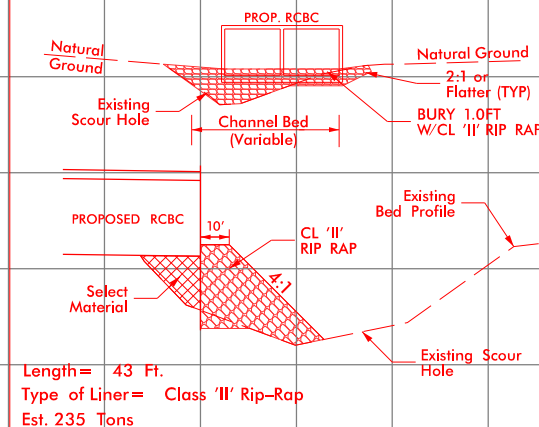 PROP. RCBC
Natural
Ground
Natural Ground
2:1 or
Flatter (TYP)
Existing
Scour Hole
Channel Bed
(Variable)
BURY 1.0FT
W/CL 'II' RIP RAP
PROPOSED RCBC
10'
CL 'II'
RIP RAP
Existing
Bed Profile
4:1
Select
Material
Existing Scour
Hole
Length= 43 Ft.
Type of Liner= Class 'II' Rip-Rap
Est. 235 Tons